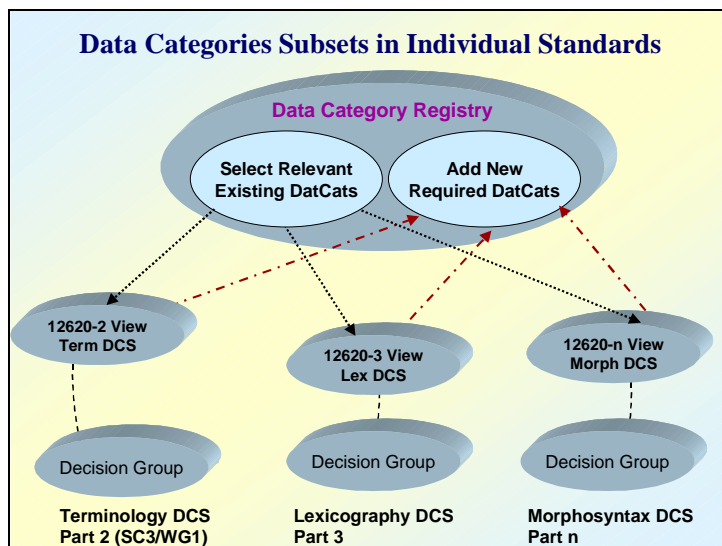 Data Categories Subsets in Individual Standards
Data Category Registry
Select Relevant
Existing DatCats
Add New
Required DatCats
12620-2 View
Term DCS
12620-3 View
Lex DCS
12620-n View
Morph DCS
Decision Group
Decision Group
Decision Group
Terminology DCS
Part 2 (SC3/WG1)
Lexicography DCS
Part 3
Morphosyntax DCS
Part n